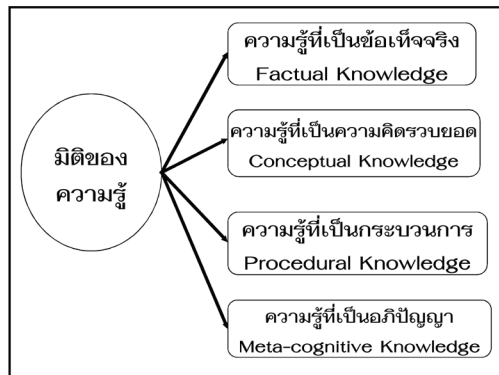 มิติของ
ความรู้
ความรู้ที่เป็นข้อเท็จจริง
Factual Knowledge
ความรู้ที่เป็นความคิดรวบยอด
Conceptual Knowledge
ความรู้ที่เป็นกระบวนการ
Procedural Knowledge
ความรู้ที่เป็นอภิปัญญา
Meta-cognitive Knowledge